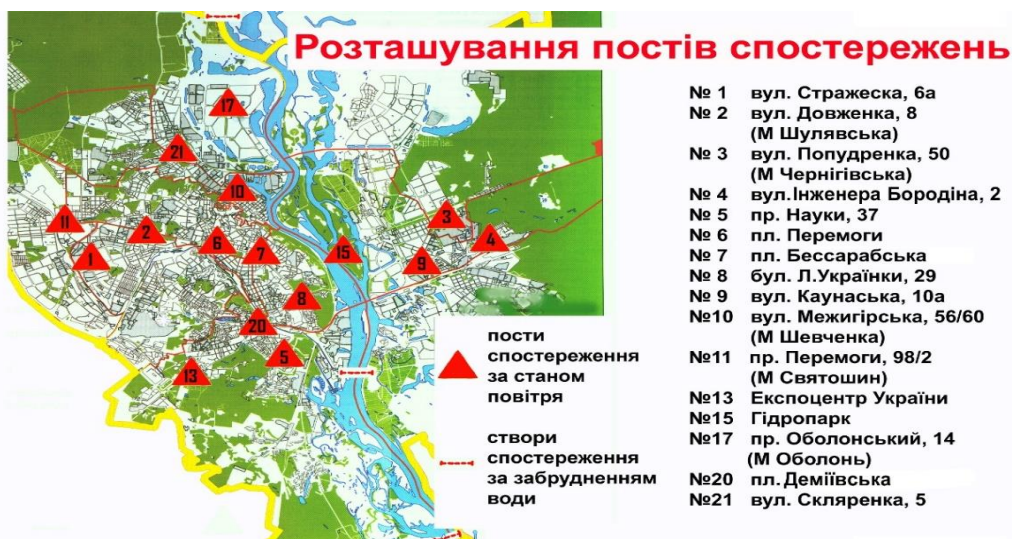 Розташування постів спостережень
17
21
10
11
2
6
7
1
15
3
4
9
8
20
5
13
№ 1 вул. Стражеска, 6а
№ 2 вул. Довженка, 8
(М Шулявська)
№ 3 вул. Попудренка, 50
(М Чернігівська)
№ 4 вул.Інженера Бородіна, 2
№ 5 пр. Науки, 37
№ 6 пл. Перемоги
№ 7 пл. Бессарабська
№ 8 бул. Л.Українки, 29
№ 9 вул. Каунаська, 10а
№10 вул. Межигірська, 56/60
(М Шевченка)
№11 пр. Перемоги, 98/2
(М Святошин)
№13 Експоцентр України
№15 Гідропарк
№17 пр. Оболонський, 14
(М Оболонь)
№20 пл. Деміївська
№21 вул. Скляренка, 5
пости
спостереження
за станом
повітря
створи
спостереження
за забрудненням
води